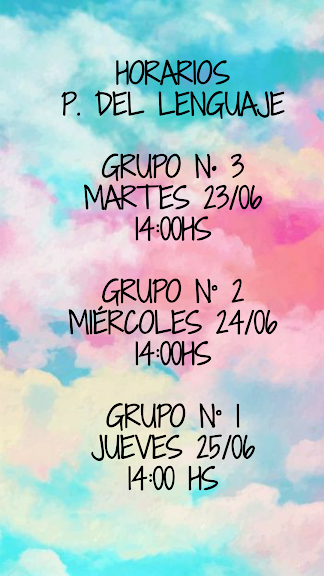 HORARIOS
P. DEL LENGUAJE
GRUPO N• 3
MARTES 23/06
14:00HS
GRUPO N° 2
MIÉRCOLES 24/06
14:00HS
GRUPO N° 1
JUEVES 25/06
14:00 HS